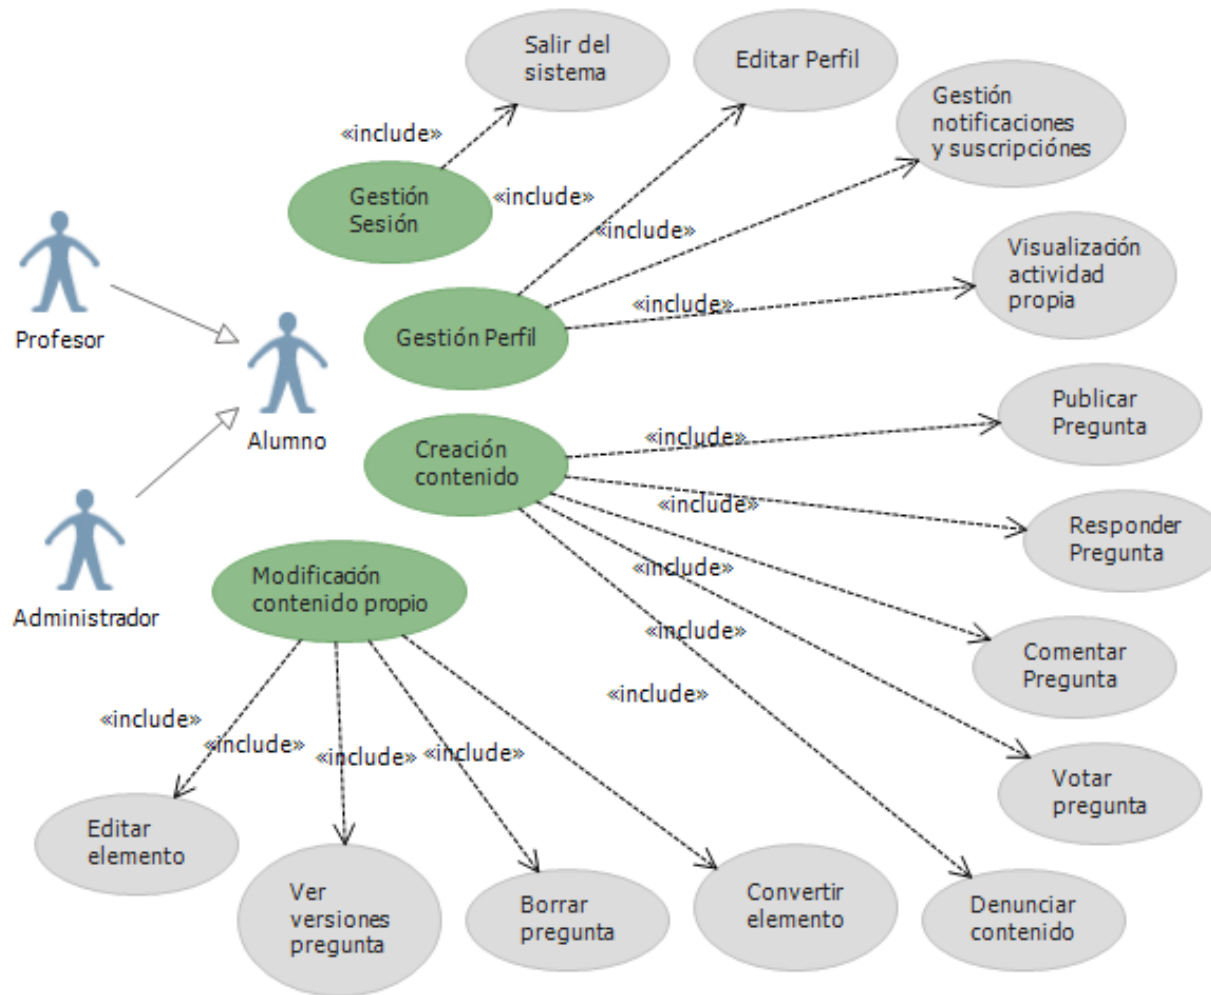 Salir del
sistema
Editar Perfil
Gestión
notificaciones
y suscripciónes
«include»
Gestión
Sesión
«include»
«include»
Visualización
actividad
propia
«include»
Profesor
Gestión Perfil
Alumno
Publicar
Pregunta
«include»
Creación
contenido
«include»
Responder
Pregunta
«include»
Modificación
contenido propio
Administrador
«include»
Comentar
Pregunta
«include»
«include»
«include»
«include»
«include»
Votar
pregunta
Editar
elemento
Ver
versiones
pregunta
Borrar
pregunta
Convertir
elemento
Denunciar
contenido